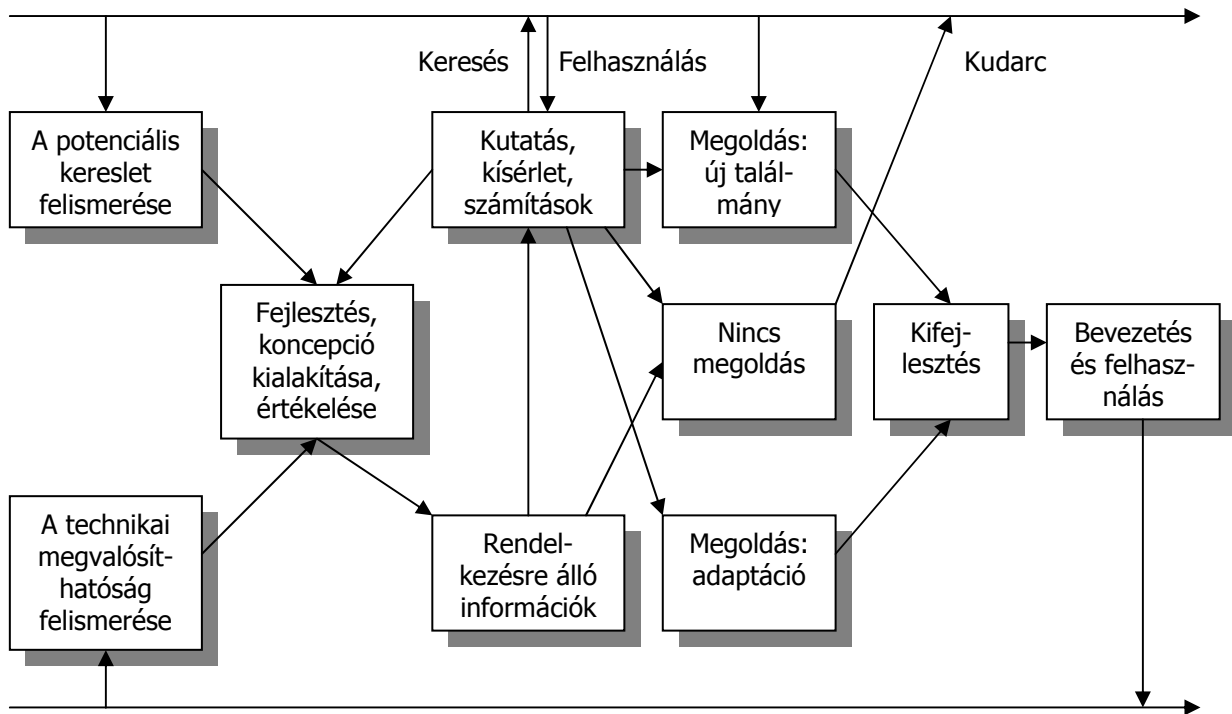 Keresés
Felhasználás
Kudarc
A potenciális
kereslet
felismerése
Kutatás,
kísérlet,
számítások
Megoldás:
új talál-
mány
Fejlesztés,
koncepció
kialakítása,
értékelése
Nincs
megoldás
Kifej-
lesztés
Bevezetés
és felhasz-
nálás
A technikai
megvalósít-
hatóság
felismerése
Rendel-
kezésre álló
információk
Megoldás:
adaptáció